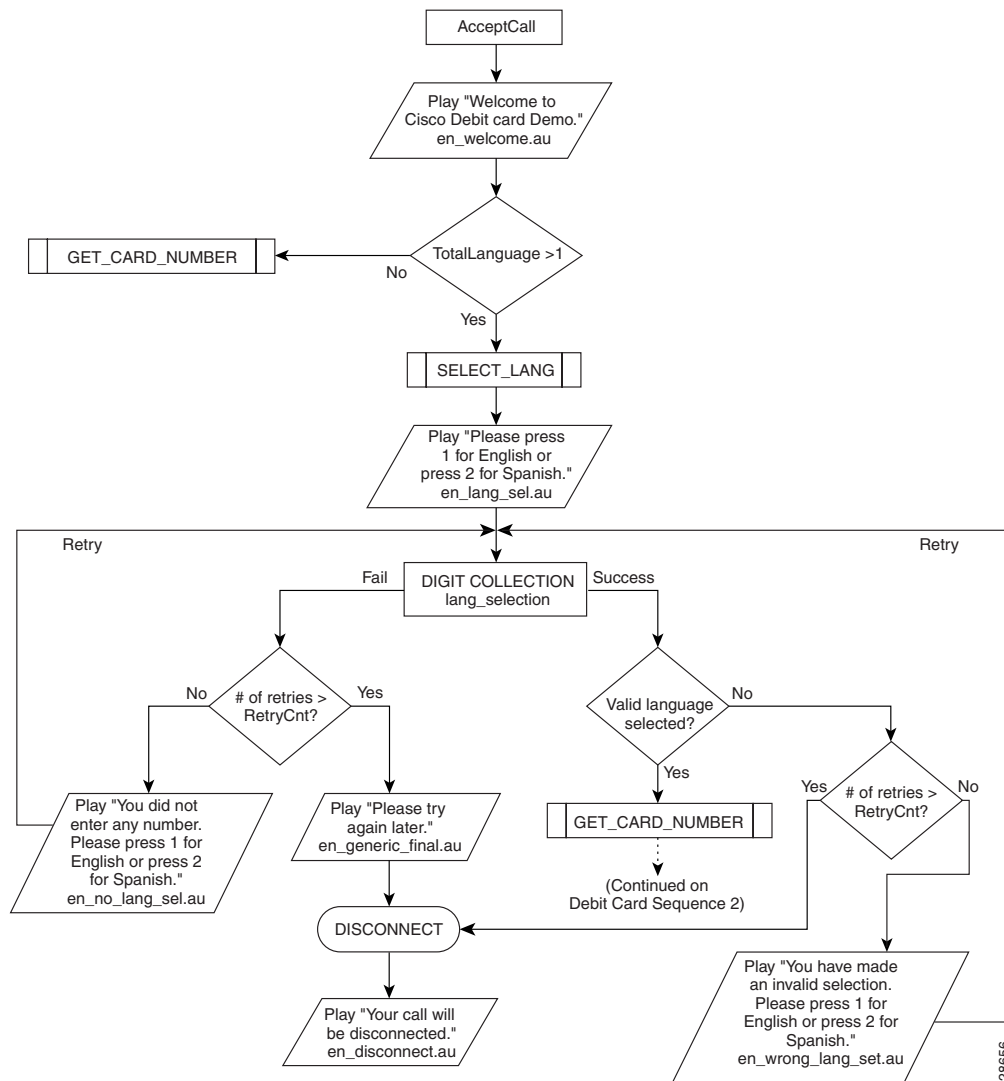 AcceptCall
Play "Welcome to
Cisco Debit card Demo."
en_welcome.au
TotalLanguage >1
No
GET_CARD_NUMBER
Yes
SELECT_LANG
Play "Please press
1 for English or
press 2 for Spanish."
en_lang_sel.au
Retry
Retry
Fail
DIGIT COLLECTION
lang_selection
Success
No
# of retries >
RetryCnt?
Yes
Valid language
selected?
No
Yes
Yes
# of retries >
RetryCnt?
No
Play "You did not
enter any number.
Please press 1 for
English or press 2
for Spanish."
en_no_lang_sel.au
Play "Please try
again later."
en_generic_final.au
GET_CARD_NUMBER
(Continued on
Debit Card Sequence 2)
DISCONNECT
Play "Your call will
be disconnected."
en_disconnect.au
Play "You have made
an invalid selection.
Please press 1 for
English or press 2 for
Spanish."
en_wrong_lang_set.au